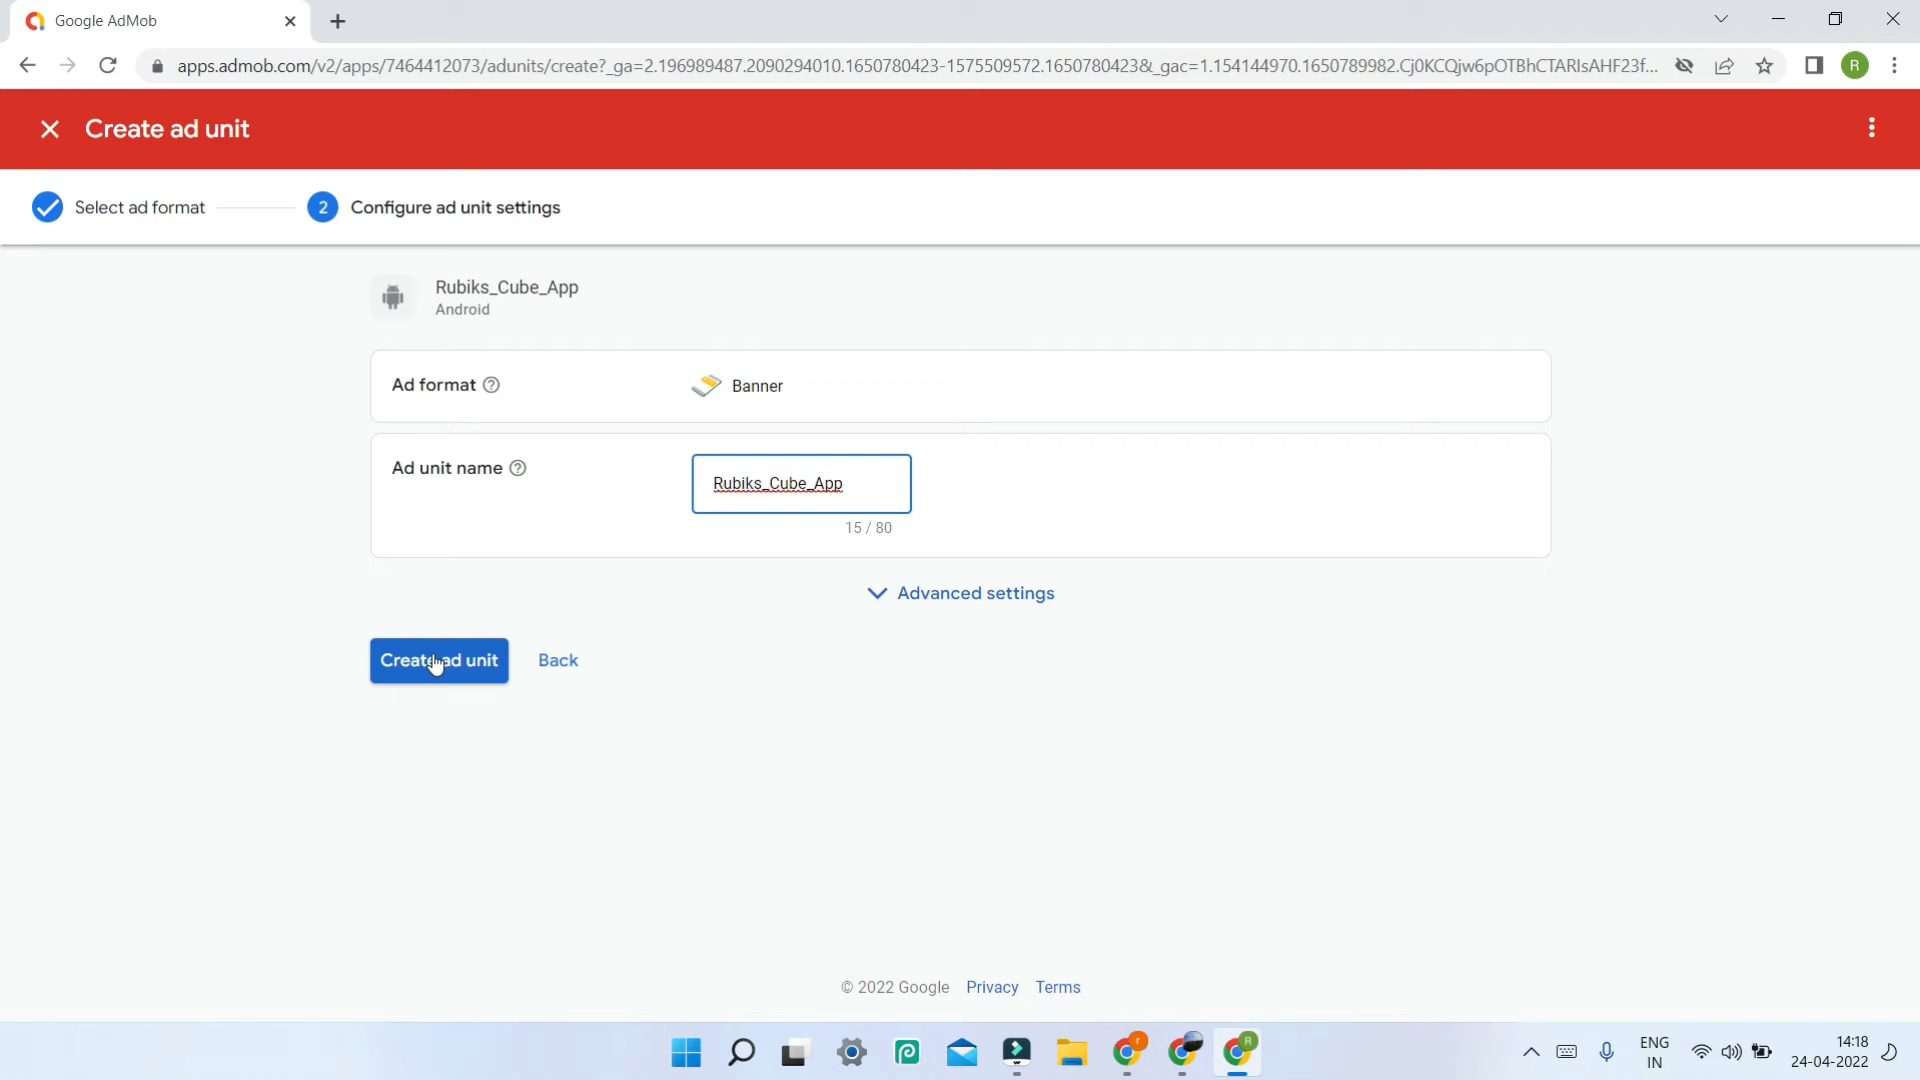 Google AdMob
apps.admob.com/v2/apps/7464412073/adunits/create?_ga=2.196989487.2090294010.1650780423-1575509572.1650780423&_gac=1.154144970.1650789982.Cj0KCQjw6pOTBhCTARIsAHF23f...
R
Create ad unit
Select ad format
2 Configure ad unit settings
Rubiks_Cube_App
Android
Ad format
Banner
Ad unit name
Rubiks_Cube_App
15 / 80
Advanced settings
Create ad unit
Back
© 2022 Google Privacy Terms
r
R
ENG
IN
14:18
24-04-2022